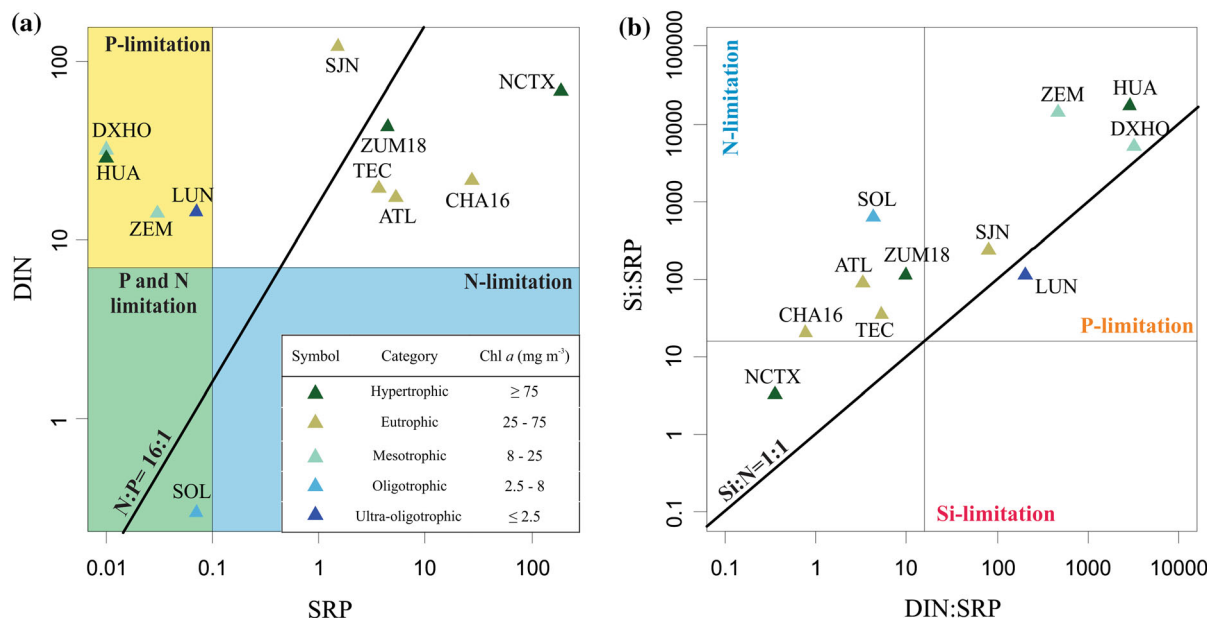 (a)
P-limitation
SJN
NCTX
DXHO
HUA
ZUM18
TEC
LUN
CHA16
ATL
ZEM
P and N
limitation
N-limitation
N:P= 16:1
SOL
Symbol Category Chl a (mg m⁻³)
Hypertrophic ≥ 75
Eutrophic 25 - 75
Mesotrophic 8 - 25
Oligotrophic 2.5 - 8
Ultra-oligotrophic ≤ 2.5
DIN
100
10
1
0.01 0.1 1 10 100
SRP
(b)
N-limitation
ZEM
HUA
DXHO
SOL
SJN
ZUM18
ATL
LUN
CHA16
TEC
P-limitation
NCTX
Si:N=1:1
Si-limitation
Si:SRP
100000
10000
1000
100
10
1
0.1
0.1 1 10 100 1000 10000
DIN:SRP